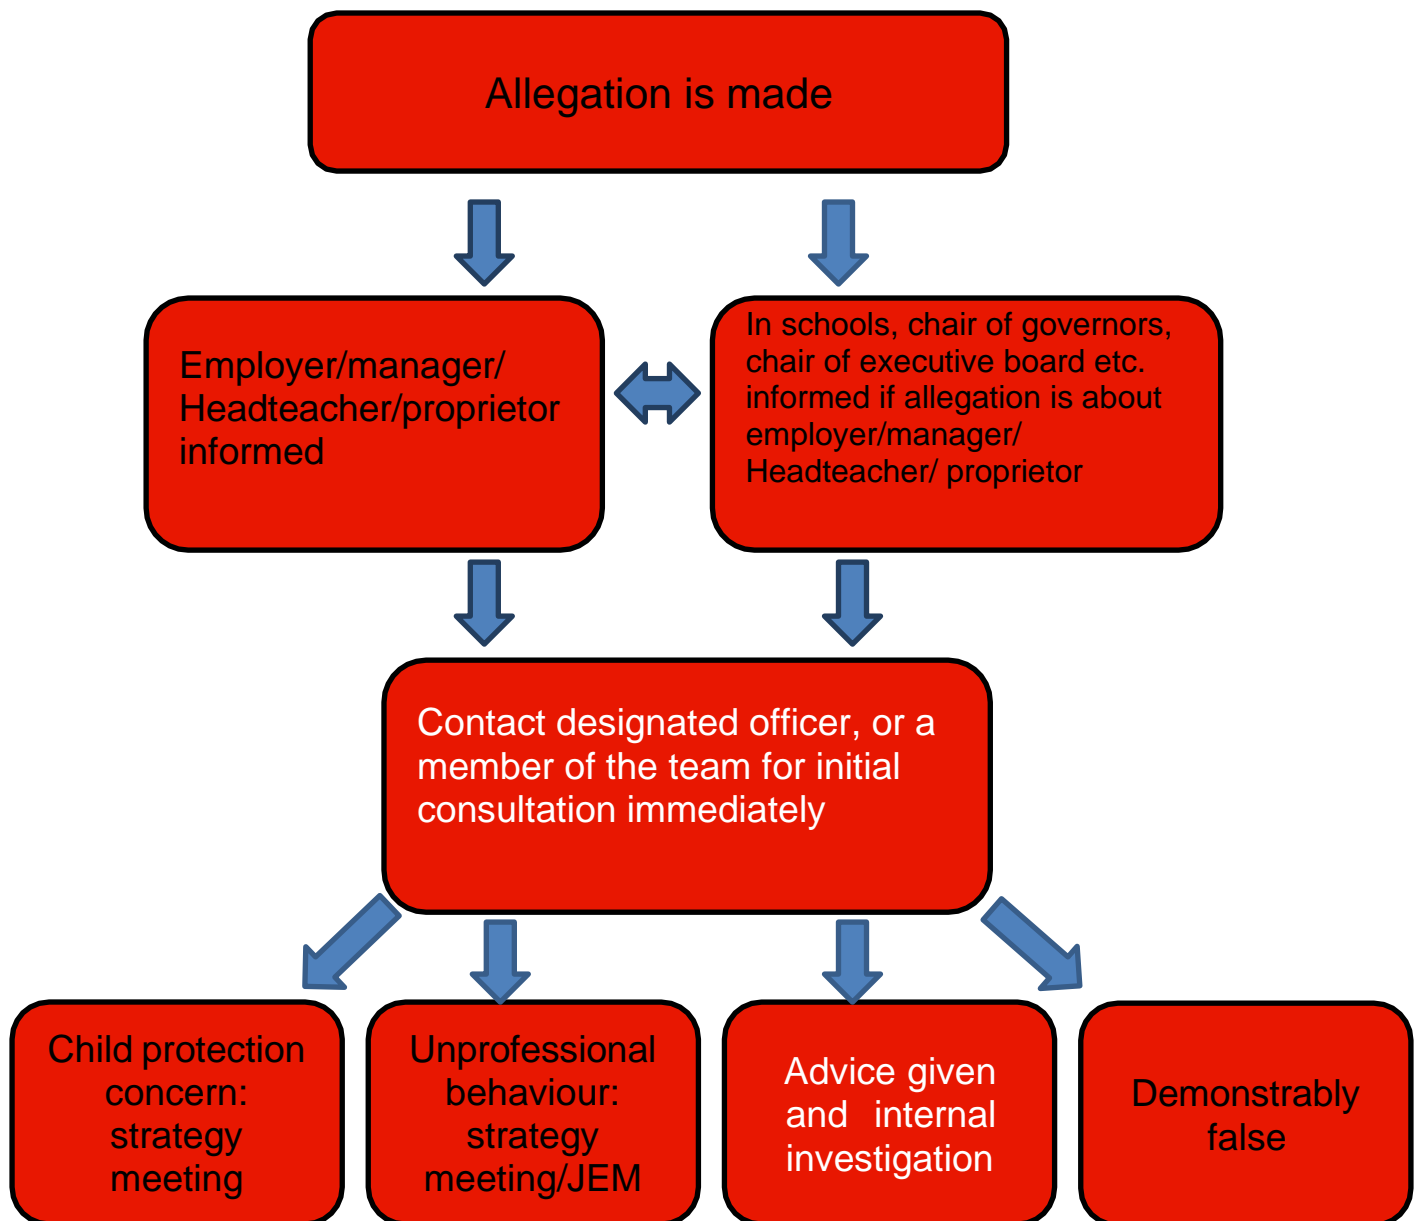 Allegation is made
Employer/manager/
Headteacher/proprietor
informed
In schools, chair of governors,
chair of executive board etc.
informed if allegation is about
employer/manager/
Headteacher/ proprietor
Contact designated officer, or a
member of the team for initial
consultation immediately
Child protection
concern:
strategy
meeting
Unprofessional
behaviour:
strategy
meeting/JEM
Advice given
and internal
investigation
Demonstrably
false